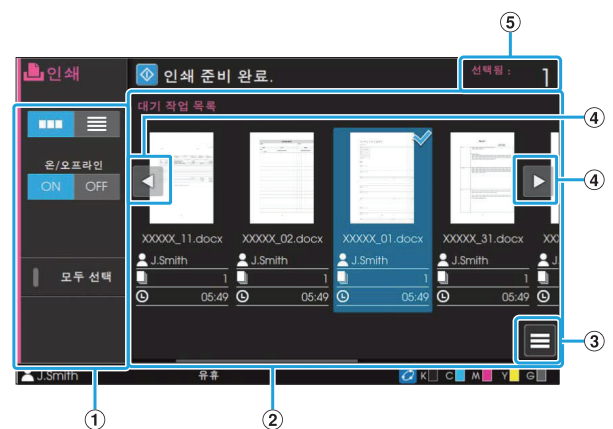 ⑤
인쇄
인쇄 준비 완료.
선택됨 :
1
대기 작업 목록
④
온/오프라인
ON OFF
④
XXXXX_11.docx XXXXX_02.docx XXXXX_01.docx XXXXX_31.docx XX
J.Smith J.Smith J.Smith J.Smith
모두 선택
1 1 1 1
05:49 05:49 05:49 05:49
③
J.Smith 유휴 K C M Y G
① ②